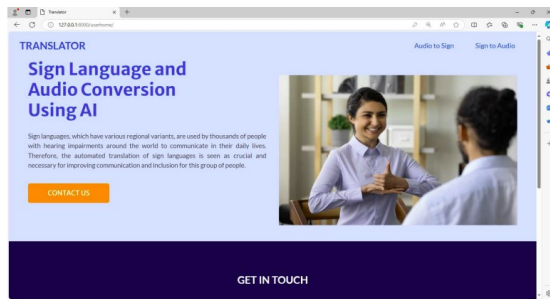 Translator
127.0.0.1:8000/userhome/
TRANSLATOR
Audio to Sign
Sign to Audio
Sign Language and
Audio Conversion
Using AI
Sign languages, which have various regional variants, are used by thousands of people
with hearing impairments around the world to communicate in their daily lives.
Therefore, the automated translation of sign languages is seen as crucial and
necessary for improving communication and inclusion for this group of people.
CONTACT US
GET IN TOUCH